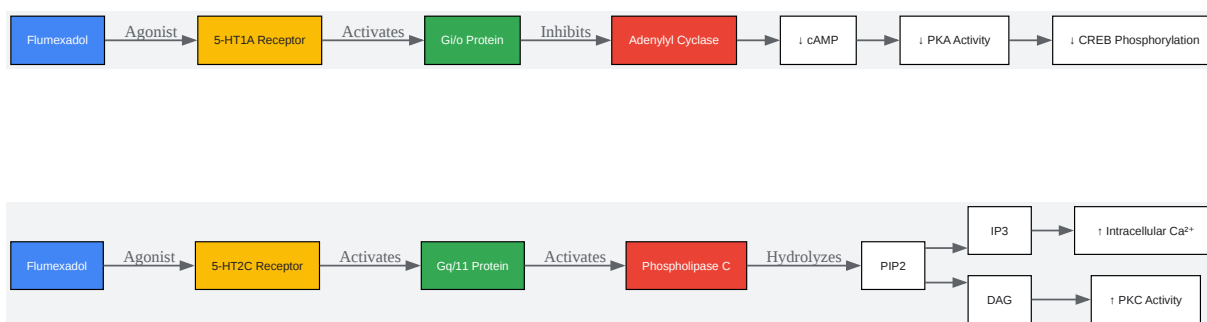 Flumexadol
Agonist
5-HT1A Receptor
Activates
Gi/o Protein
Inhibits
Adenylyl Cyclase
↓ cAMP
↓ PKA Activity
↓ CREB Phosphorylation
Flumexadol
Agonist
5-HT2C Receptor
Activates
Gq/11 Protein
Activates
Phospholipase C
Hydrolyzes
PIP2
IP3
↑ Intracellular Ca²⁺
DAG
↑ PKC Activity